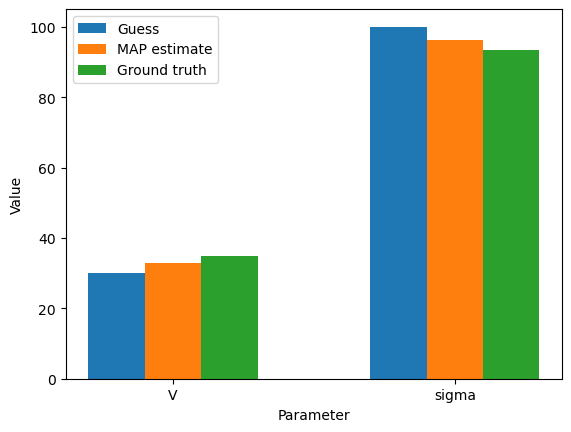 Guess
MAP estimate
Ground truth
100
80
60
40
20
0
Value
V
sigma
Parameter